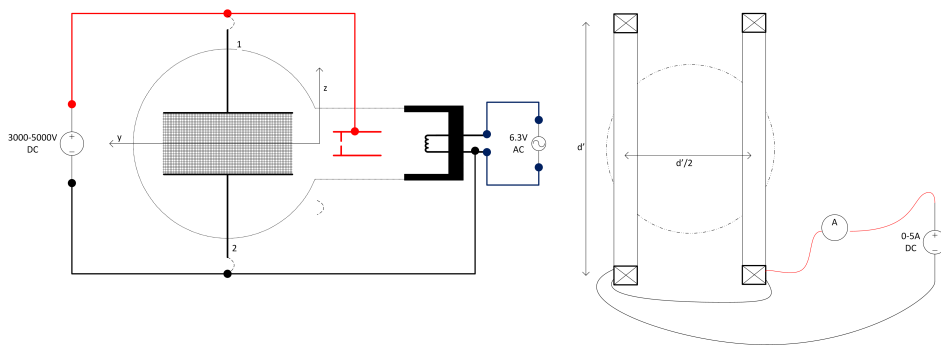 1
z
3000-5000V
DC
+
−
y
6.3V
AC
2
d'
d'/2
A
0-5A
DC
+
−